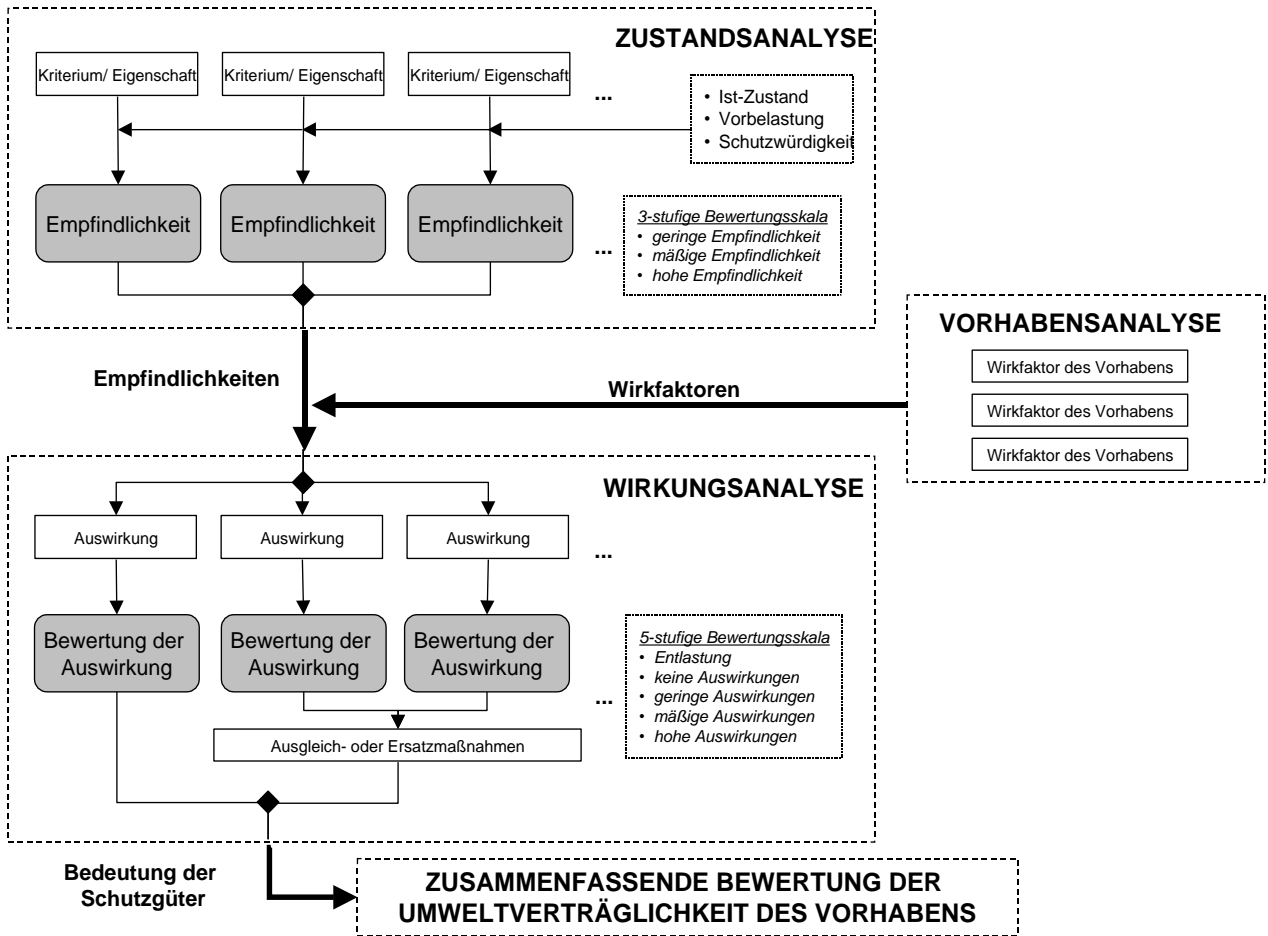 ZUSTANDSANALYSE
Kriterium/ Eigenschaft
Kriterium/ Eigenschaft
Kriterium/ Eigenschaft
...
• Ist-Zustand
• Vorbelastung
• Schutzwürdigkeit
Empfindlichkeit
Empfindlichkeit
Empfindlichkeit
...
3-stufige Bewertungsskala
• geringe Empfindlichkeit
• mäßige Empfindlichkeit
• hohe Empfindlichkeit
VORHABENSANALYSE
Wirkfaktor des Vorhabens
Wirkfaktor des Vorhabens
Wirkfaktor des Vorhabens
Empfindlichkeiten
Wirkfaktoren
WIRKUNGSANALYSE
Auswirkung
Auswirkung
Auswirkung
...
Bewertung der
Auswirkung
Bewertung der
Auswirkung
Bewertung der
Auswirkung
...
5-stufige Bewertungsskala
• Entlastung
• keine Auswirkungen
• geringe Auswirkungen
• mäßige Auswirkungen
• hohe Auswirkungen
Ausgleich- oder Ersatzmaßnahmen
Bedeutung der
Schutzgüter
ZUSAMMENFASSENDE BEWERTUNG DER
UMWELTVERTRÄGLICHKEIT DES VORHABENS